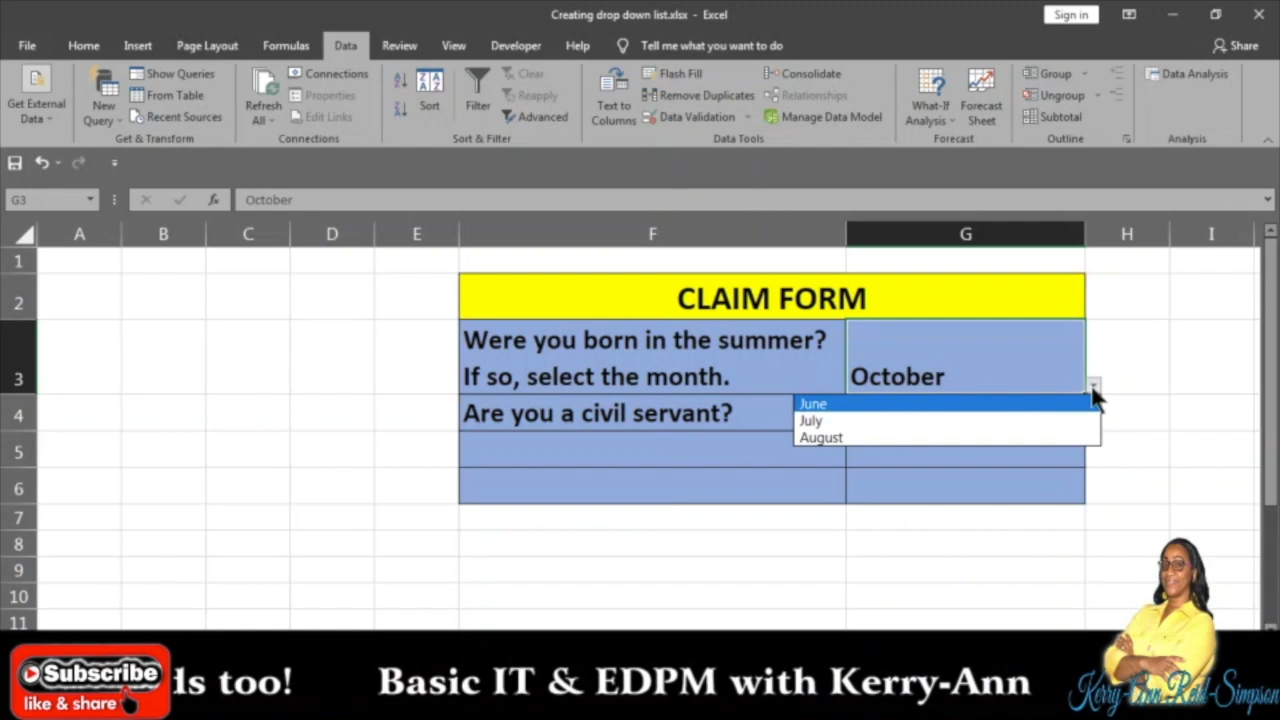 Creating drop down list.xlsx - Excel
Sign in
File Home Insert Page Layout Formulas Data Review View Developer Help Tell me what you want to do Share
Get External Data
New Query
Show Queries
From Table
Recent Sources
Get & Transform
Refresh All
Connections
Properties
Edit Links
Connections
Sort
Filter
Clear
Reapply
Advanced
Sort & Filter
Text to Columns
Flash Fill
Remove Duplicates
Data Validation
Consolidate
Relationships
Manage Data Model
Data Tools
What-If Analysis
Forecast Sheet
Forecast
Group
Ungroup
Subtotal
Outline
Data Analysis
Analysis
G3
fx
October
A B C D E F G H I
1
2
CLAIM FORM
3
Were you born in the summer?
If so, select the month.
October
4
Are you a civil servant?
June
July
August
5
6
7
8
9
10
11
Subscribe
like & share
ds too! Basic IT & EDPM with Kerry-Ann
Kerry-Ann Reid-Simpson